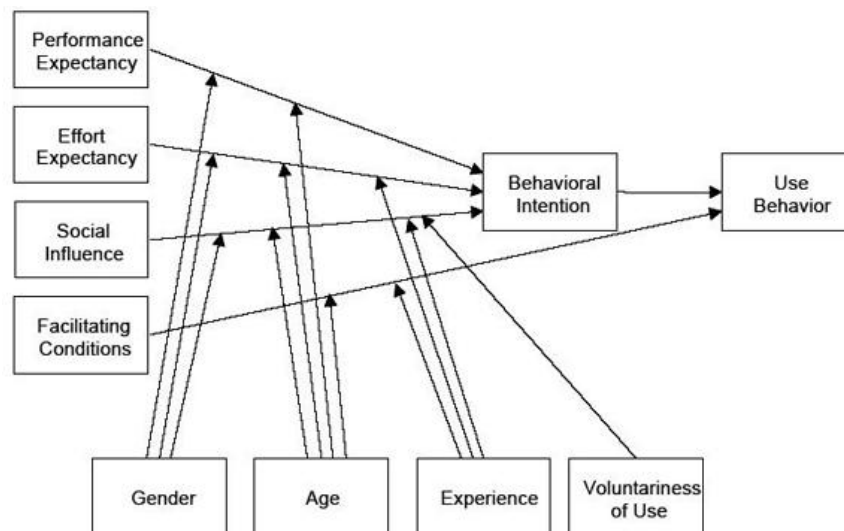 Performance
Expectancy
Effort
Expectancy
Social
Influence
Facilitating
Conditions
Behavioral
Intention
Use
Behavior
Gender
Age
Experience
Voluntariness
of Use